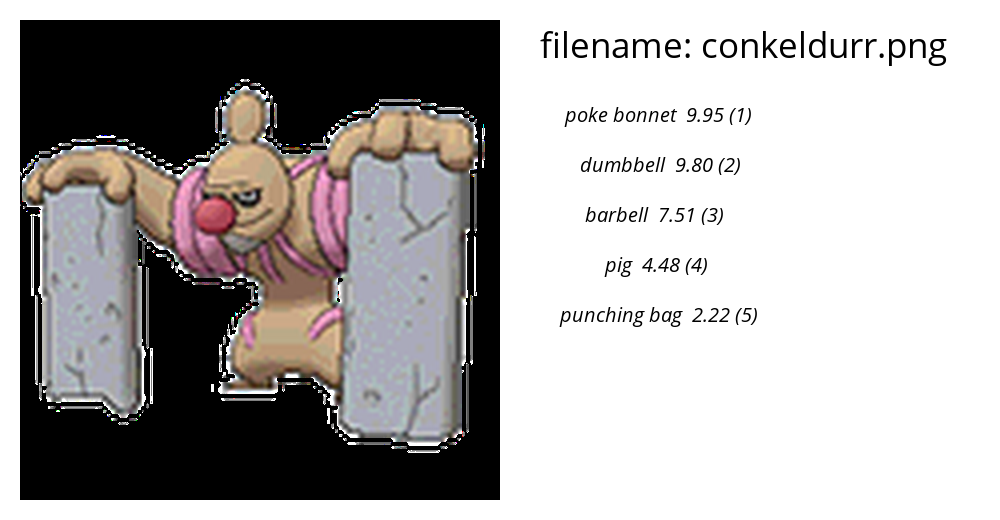 filename: conkeldurr.png
poke bonnet 9.95 (1)
dumbbell 9.80 (2)
barbell 7.51 (3)
pig 4.48 (4)
punching bag 2.22 (5)